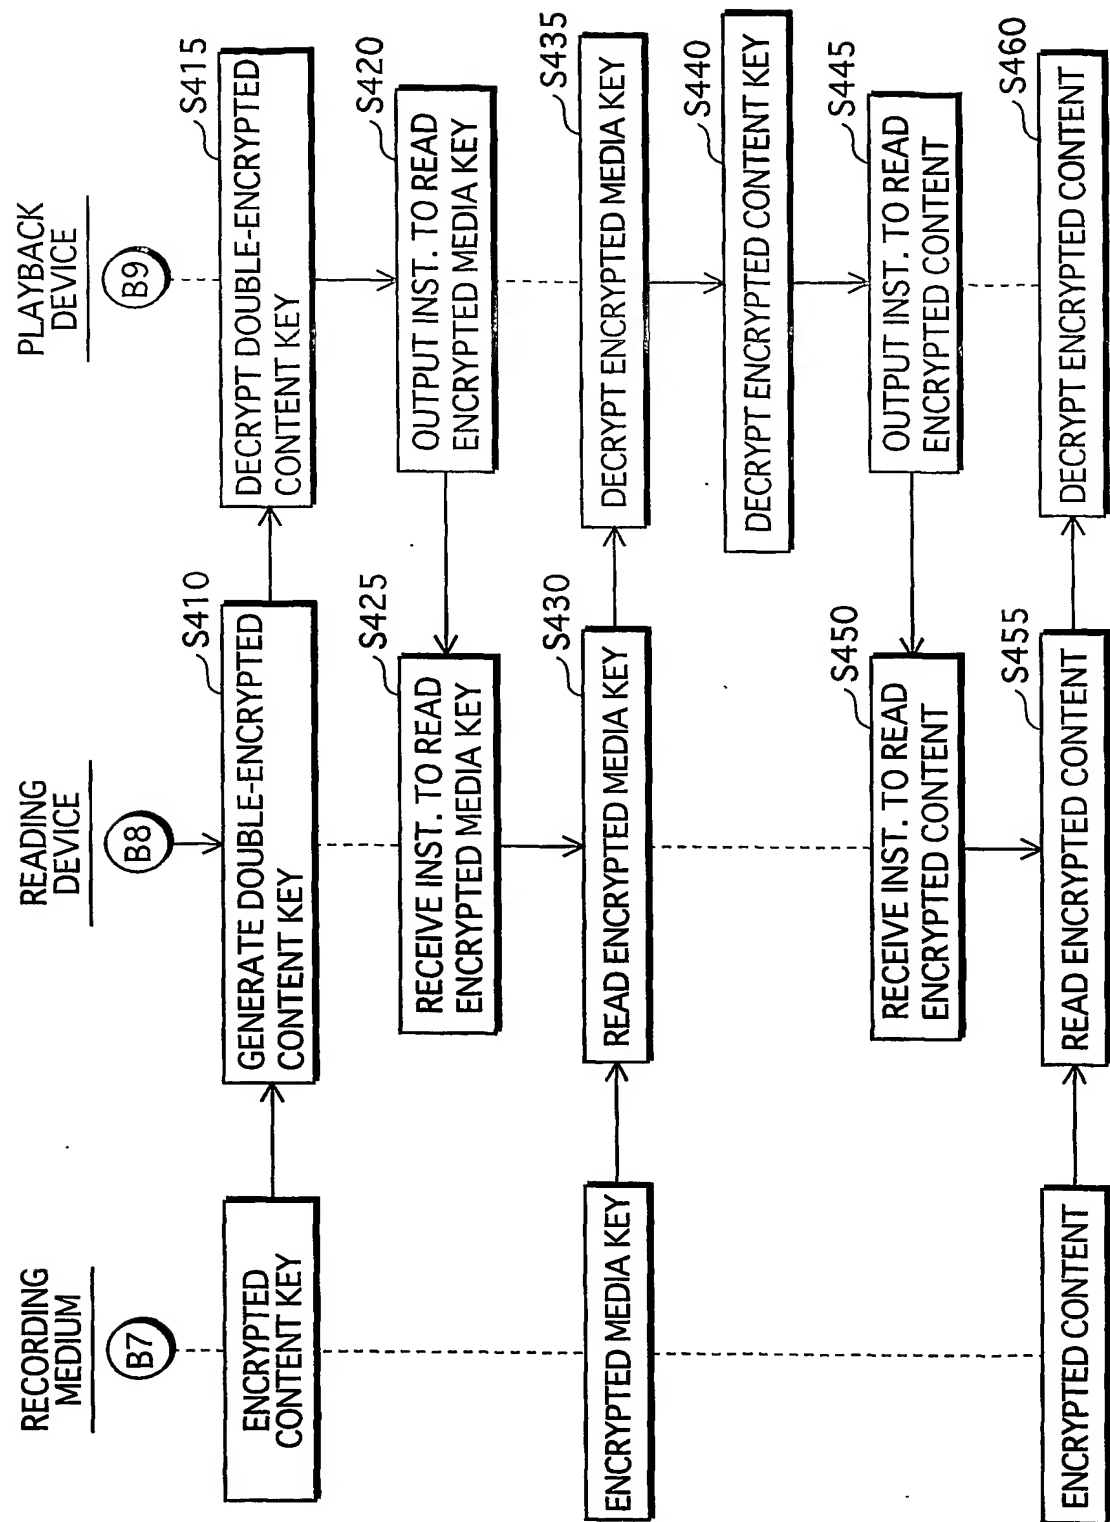 RECORDING
MEDIUM
READING
DEVICE
PLAYBACK
DEVICE
B7
B8
B9
ENCRYPTED
CONTENT KEY
S410
GENERATE DOUBLE-ENCRYPTED
CONTENT KEY
S415
DECRYPT DOUBLE-ENCRYPTED
CONTENT KEY
S425
RECEIVE INST. TO READ
ENCRYPTED MEDIA KEY
S420
OUTPUT INST. TO READ
ENCRYPTED MEDIA KEY
ENCRYPTED MEDIA KEY
S430
READ ENCRYPTED MEDIA KEY
S435
DECRYPT ENCRYPTED MEDIA KEY
S440
DECRYPT ENCRYPTED CONTENT KEY
S450
RECEIVE INST. TO READ
ENCRYPTED CONTENT
S445
OUTPUT INST. TO READ
ENCRYPTED CONTENT
ENCRYPTED CONTENT
S455
READ ENCRYPTED CONTENT
S460
DECRYPT ENCRYPTED CONTENT